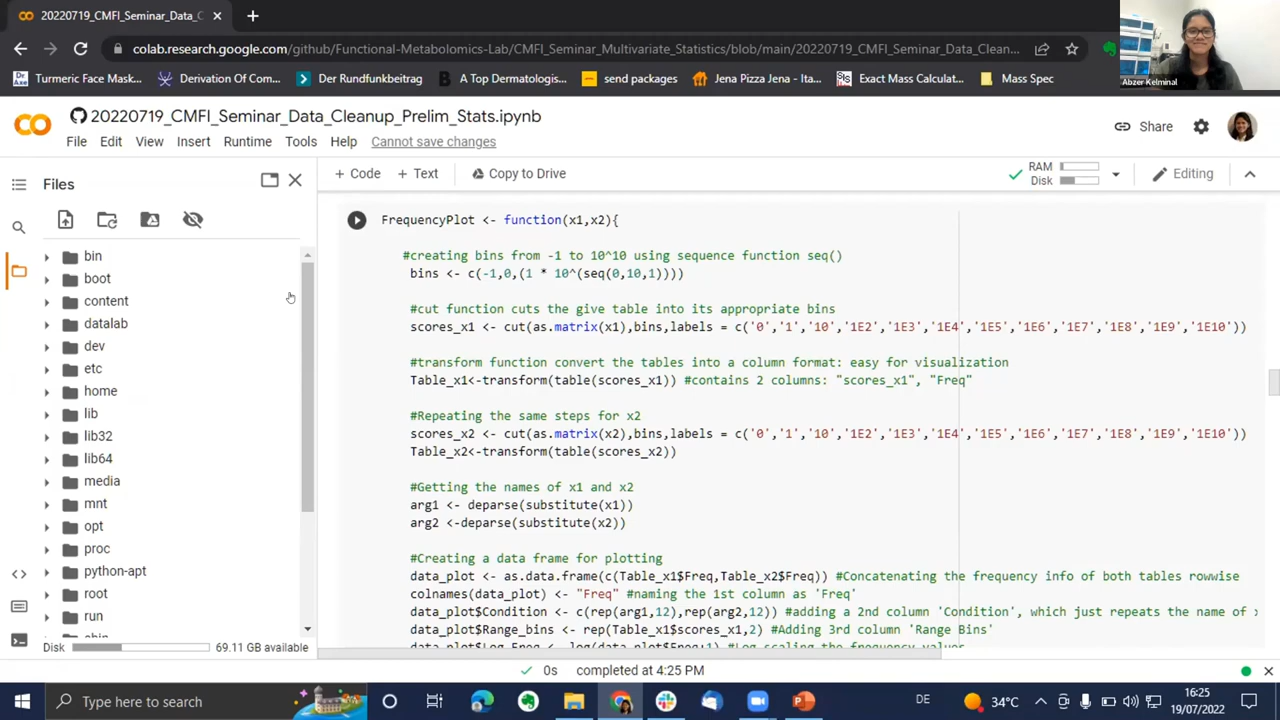 20220719_CMFI_Seminar_Data_
colab.research.google.com/github/Functional-Metabolomics-Lab/CMFI_Seminar_Multivariate_Statistics/blob/main/20220719_CMFI_Seminar_Data_Clean...
Turmeric Face Mask... Derivation Of Com... Der Rundfunkbeitrag A Top Dermatologis... send packages Jena Pizza Jena - Ita... Exact Mass Calculat... Mass Spec
Abzer Kelminal
20220719_CMFI_Seminar_Data_Cleanup_Prelim_Stats.ipynb
File Edit View Insert Runtime Tools Help Cannot save changes
Share
Files
+ Code + Text Copy to Drive
RAM
Disk
Editing
bin
boot
content
datalab
dev
etc
home
lib
lib32
lib64
media
mnt
opt
proc
python-apt
root
run
Disk 69.11 GB available
FrequencyPlot <- function(x1,x2){
#creating bins from -1 to 10^10 using sequence function seq()
bins <- c(-1,0,(1 * 10^(seq(0,10,1))))
#cut function cuts the give table into its appropriate bins
scores_x1 <- cut(as.matrix(x1),bins,labels = c('0','1','10','1E2','1E3','1E4','1E5','1E6','1E7','1E8','1E9','1E10'))
#transform function convert the tables into a column format: easy for visualization
Table_x1<-transform(table(scores_x1)) #contains 2 columns: "scores_x1", "Freq"
#Repeating the same steps for x2
scores_x2 <- cut(as.matrix(x2),bins,labels = c('0','1','10','1E2','1E3','1E4','1E5','1E6','1E7','1E8','1E9','1E10'))
Table_x2<-transform(table(scores_x2))
#Getting the names of x1 and x2
arg1 <- deparse(substitute(x1))
arg2 <-deparse(substitute(x2))
#Creating a data frame for plotting
data_plot <- as.data.frame(c(Table_x1$Freq,Table_x2$Freq)) #Concatenating the frequency info of both tables rowwise
colnames(data_plot) <- "Freq" #naming the 1st column as 'Freq'
data_plot$Condition <- c(rep(arg1,12),rep(arg2,12)) #adding a 2nd column 'Condition', which just repeats the name of
data_plot$Range_bins <- rep(Table_x1$scores_x1,2) #Adding 3rd column 'Range Bins'
data_plot$Log_Freq <- log(data_plot$Freq+1) #Log scaling the frequency values
0s completed at 4:25 PM
Type here to search
DE
34°C
16:25
19/07/2022